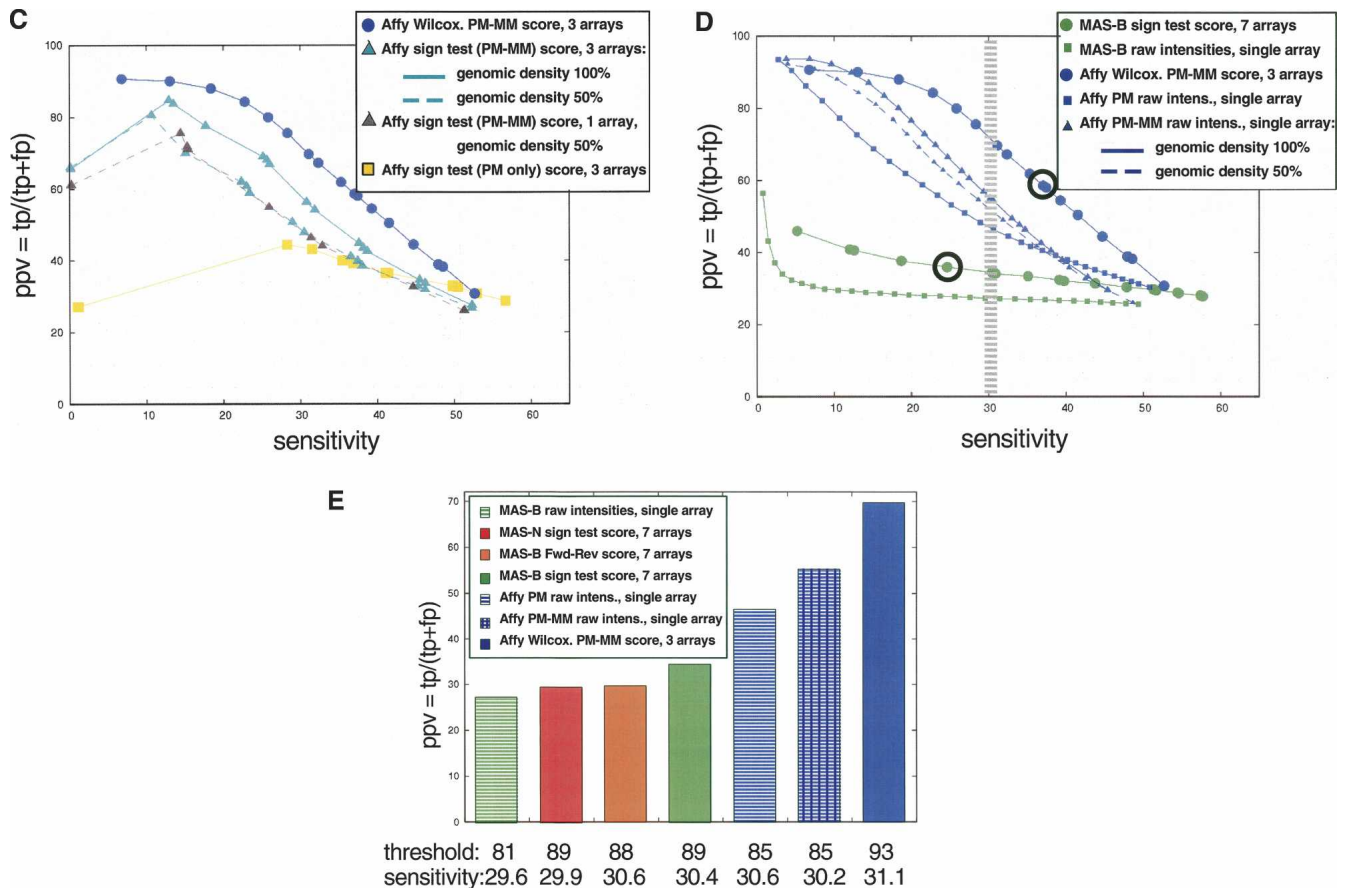 C
Affy Wilcox. PM-MM score, 3 arrays
Affy sign test (PM-MM) score, 3 arrays:
genomic density 100%
genomic density 50%
Affy sign test (PM-MM) score, 1 array,
genomic density 50%
Affy sign test (PM only) score, 3 arrays
ppv = tp/(tp+fp)
100
80
60
40
20
0
0 10 20 30 40 50 60
sensitivity
D
MAS-B sign test score, 7 arrays
MAS-B raw intensities, single array
Affy Wilcox. PM-MM score, 3 arrays
Affy PM raw intens., single array
Affy PM-MM raw intens., single array:
genomic density 100%
genomic density 50%
ppv = tp/(tp+fp)
100
80
60
40
20
0
0 10 20 30 40 50 60
sensitivity
E
MAS-B raw intensities, single array
MAS-N sign test score, 7 arrays
MAS-B Fwd-Rev score, 7 arrays
MAS-B sign test score, 7 arrays
Affy PM raw intens., single array
Affy PM-MM raw intens., single array
Affy Wilcox. PM-MM score, 3 arrays
ppv = tp/(tp+fp)
70
60
50
40
30
20
10
0
threshold: 81 89 88 89 85 85 93
sensitivity:29.6 29.9 30.6 30.4 30.6 30.2 31.1